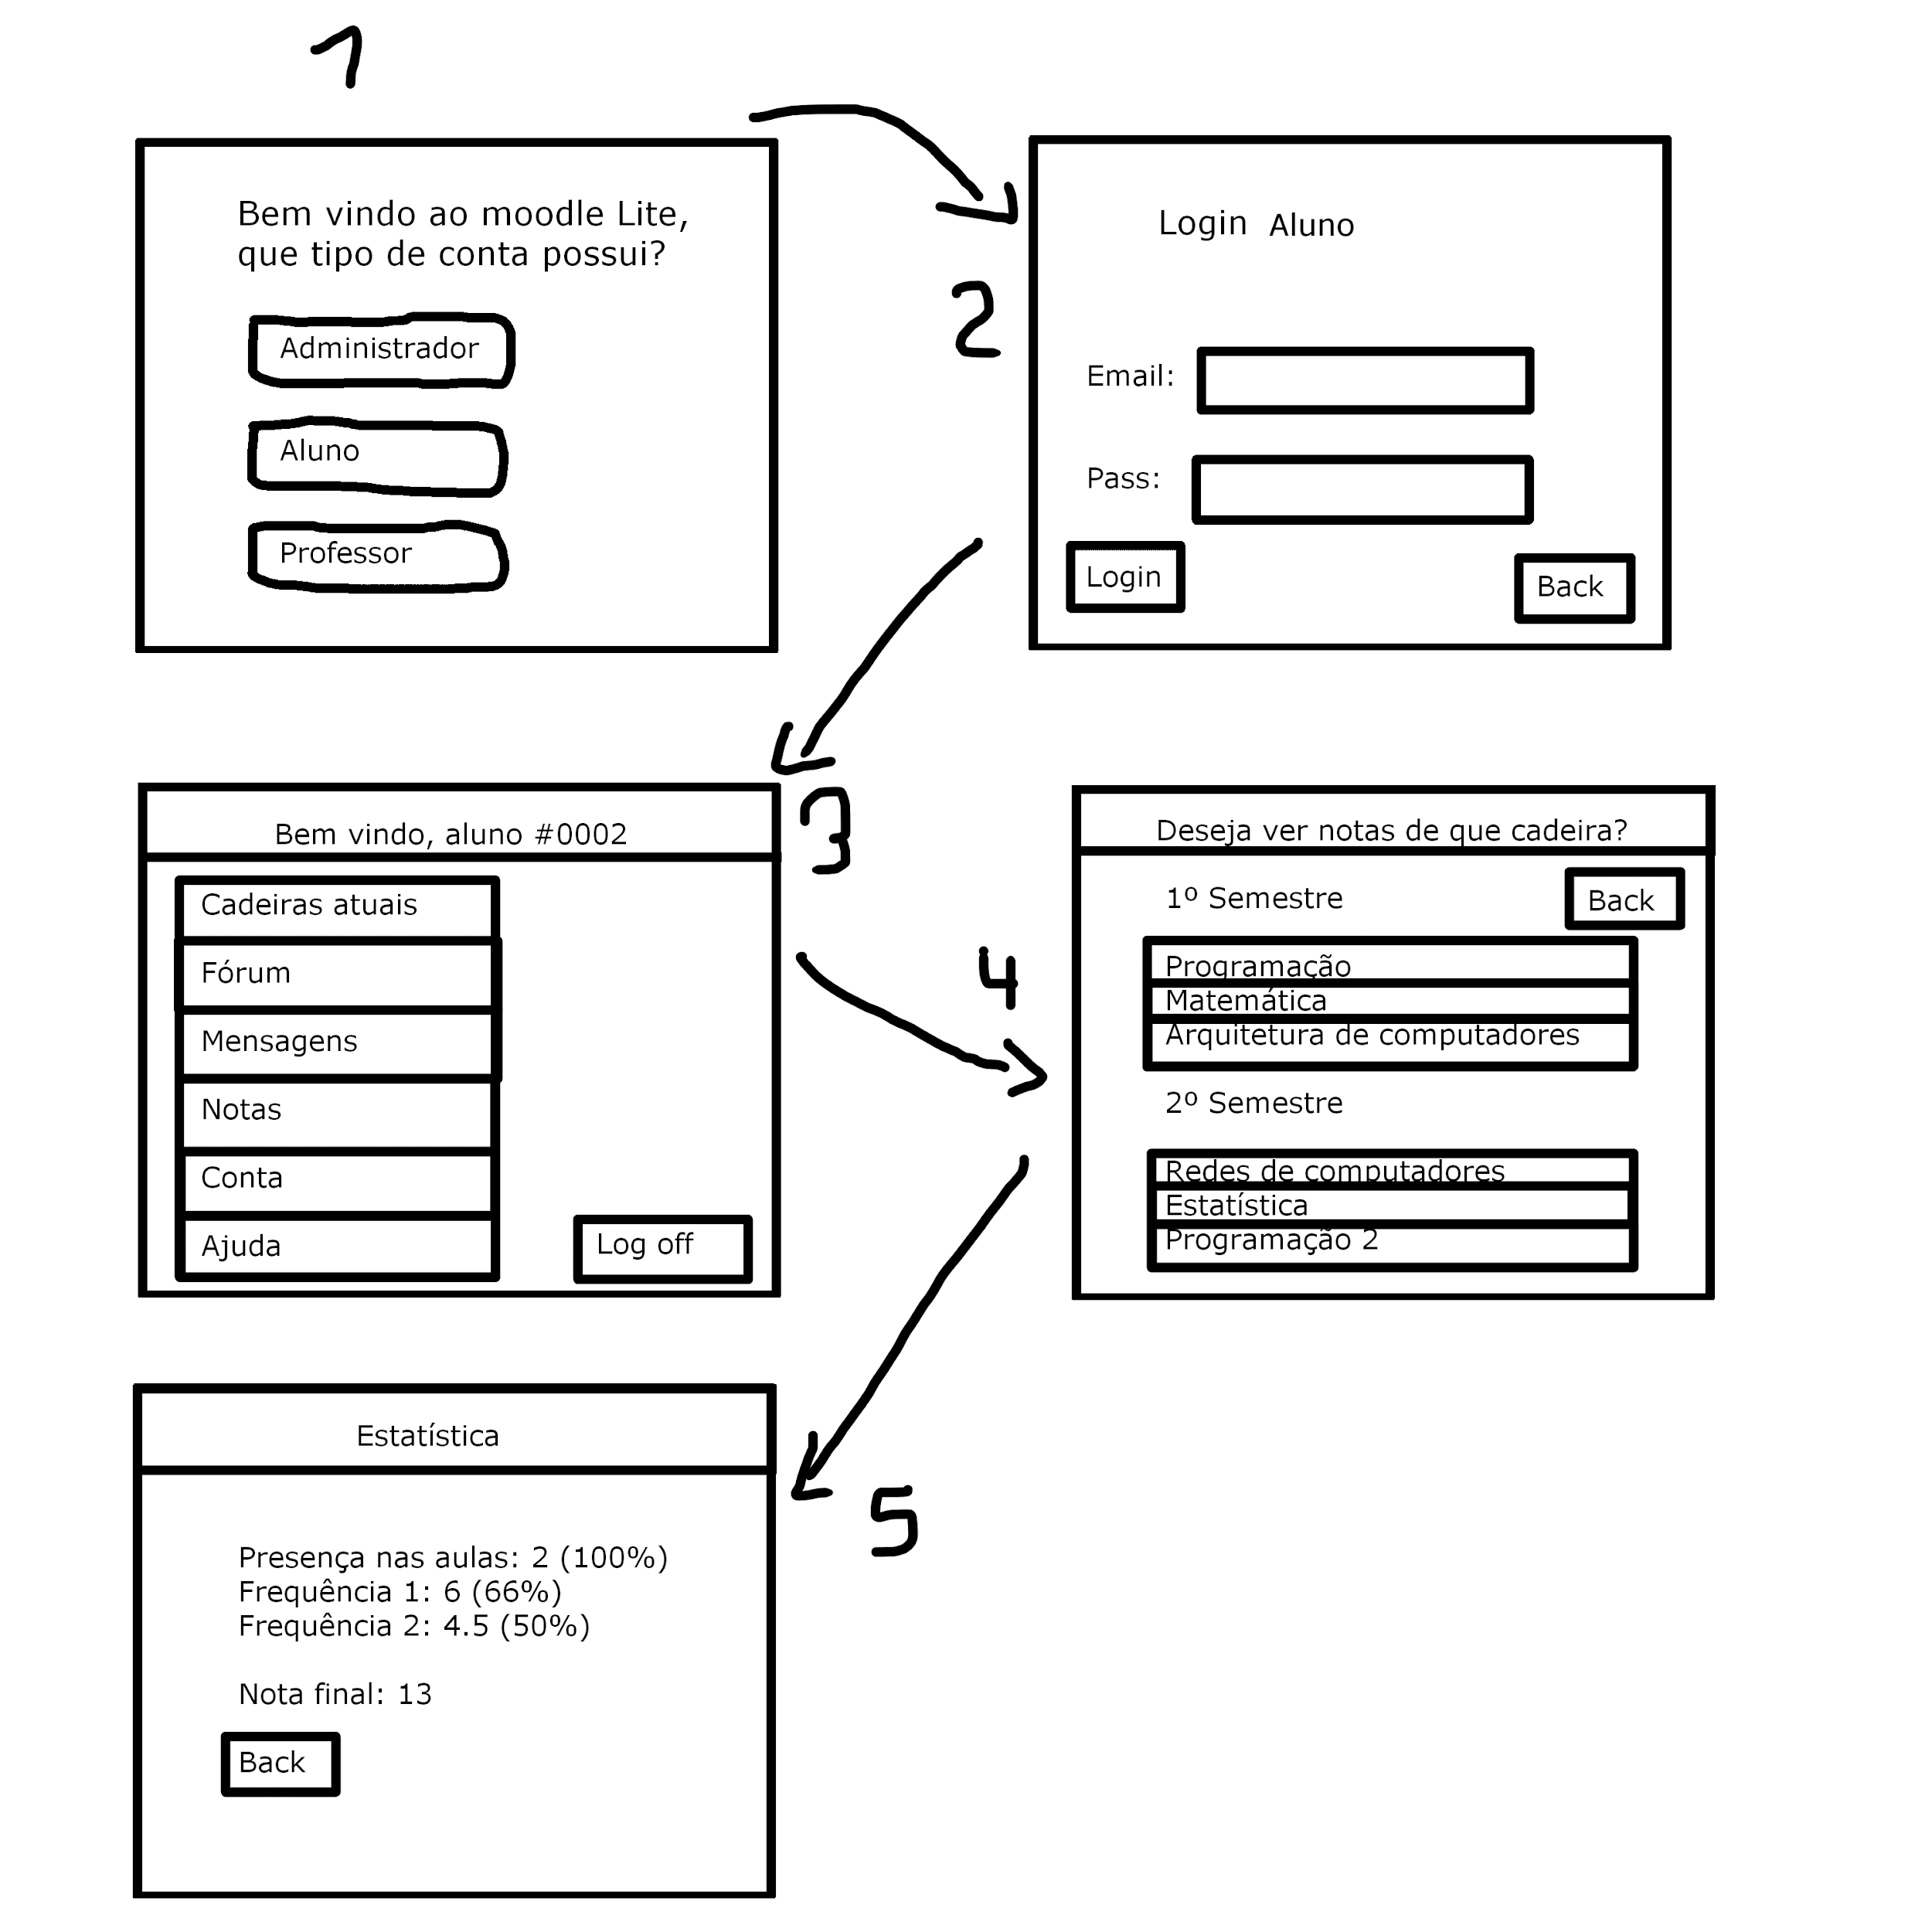 1
Bem vindo ao moodle Lite,
que tipo de conta possui?
Administrador
Aluno
Professor
2
Login Aluno
Email:
Pass:
Login
Back
3
Bem vindo, aluno #0002
Cadeiras atuais
Fórum
Mensagens
Notas
Conta
Ajuda
Log off
4
Deseja ver notas de que cadeira?
1º Semestre
Back
Programação
Matemática
Arquitetura de computadores
2º Semestre
Redes de computadores
Estatística
Programação 2
5
Estatística
Presença nas aulas: 2 (100%)
Frequência 1: 6 (66%)
Frequência 2: 4.5 (50%)
Nota final: 13
Back